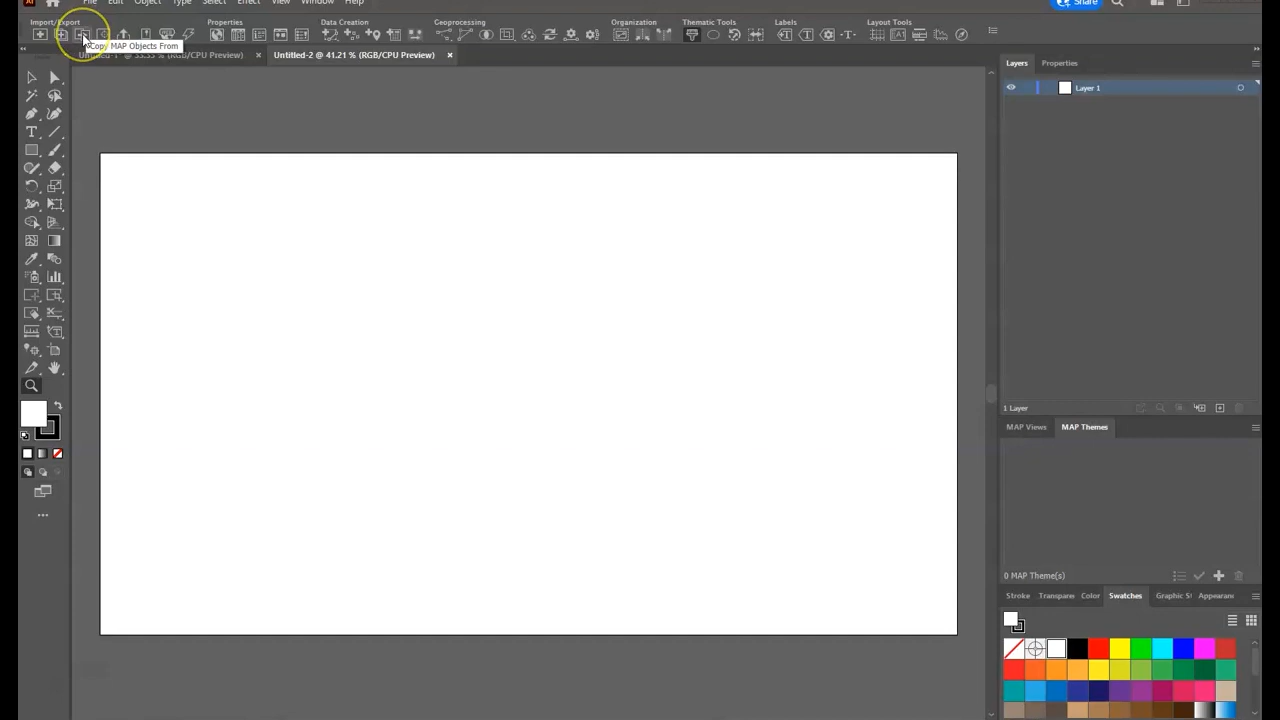 Ai File Edit Object Type Select Effect View Window Help Share
Import/Export Properties Data Creation Geoprocessing Organization Thematic Tools Labels Layout Tools
Copy MAP Objects From
Untitled-1 @ 33.33 % (RGB/CPU Preview) × Untitled-2 @ 41.21 % (RGB/CPU Preview) ×
Layers Properties
Layer 1
1 Layer
MAP Views MAP Themes
0 MAP Theme(s)
Stroke Transpare Color Swatches Graphic St Appearan